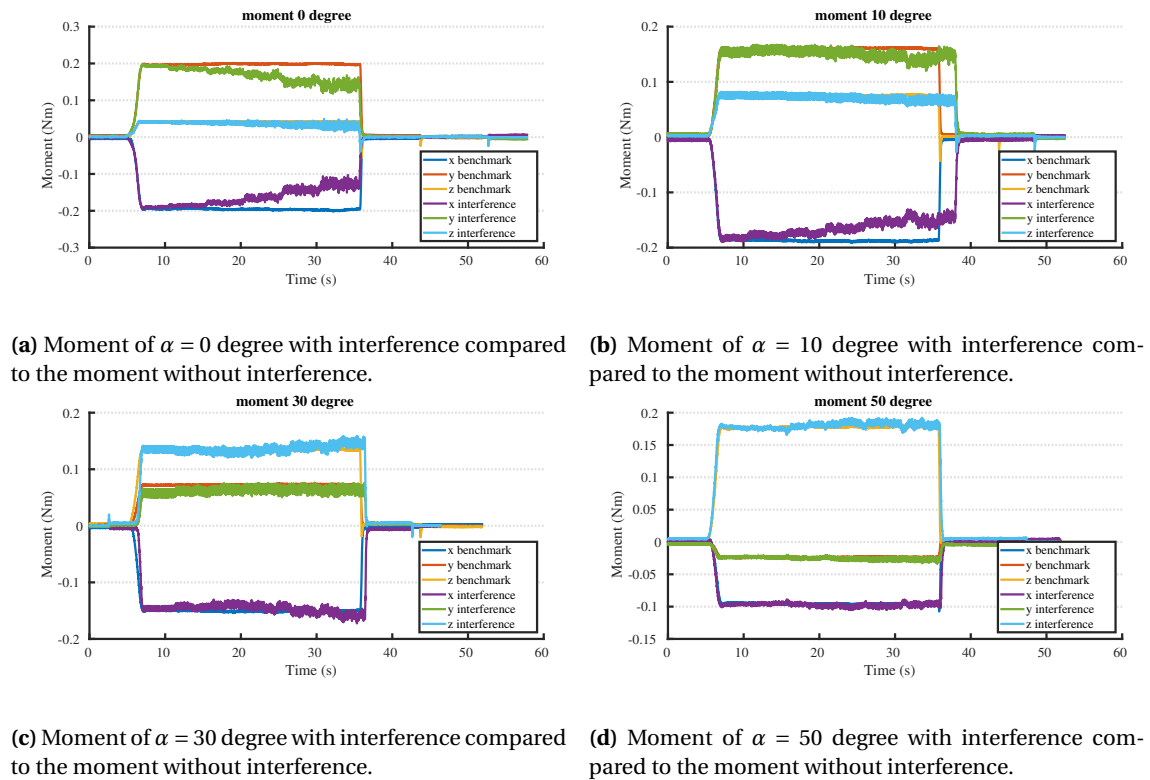 moment 0 degree
0.3
0.2
0.1
0
-0.1
-0.2
-0.3
Moment (Nm)
x benchmark
y benchmark
z benchmark
x interference
y interference
z interference
0 10 20 30 40 50 60
Time (s)
moment 10 degree
0.2
0.1
0
-0.1
-0.2
Moment (Nm)
x benchmark
y benchmark
z benchmark
x interference
y interference
z interference
0 10 20 30 40 50 60
Time (s)
(a) Moment of α = 0 degree with interference compared
to the moment without interference.
(b) Moment of α = 10 degree with interference com-
pared to the moment without interference.
moment 30 degree
0.2
0.1
0
-0.1
-0.2
Moment (Nm)
x benchmark
y benchmark
z benchmark
x interference
y interference
z interference
0 10 20 30 40 50 60
Time (s)
moment 50 degree
0.2
0.15
0.1
0.05
0
-0.05
-0.1
-0.15
Moment (Nm)
x benchmark
y benchmark
z benchmark
x interference
y interference
z interference
0 10 20 30 40 50 60
Time (s)
(c) Moment of α = 30 degree with interference compared
to the moment without interference.
(d) Moment of α = 50 degree with interference com-
pared to the moment without interference.